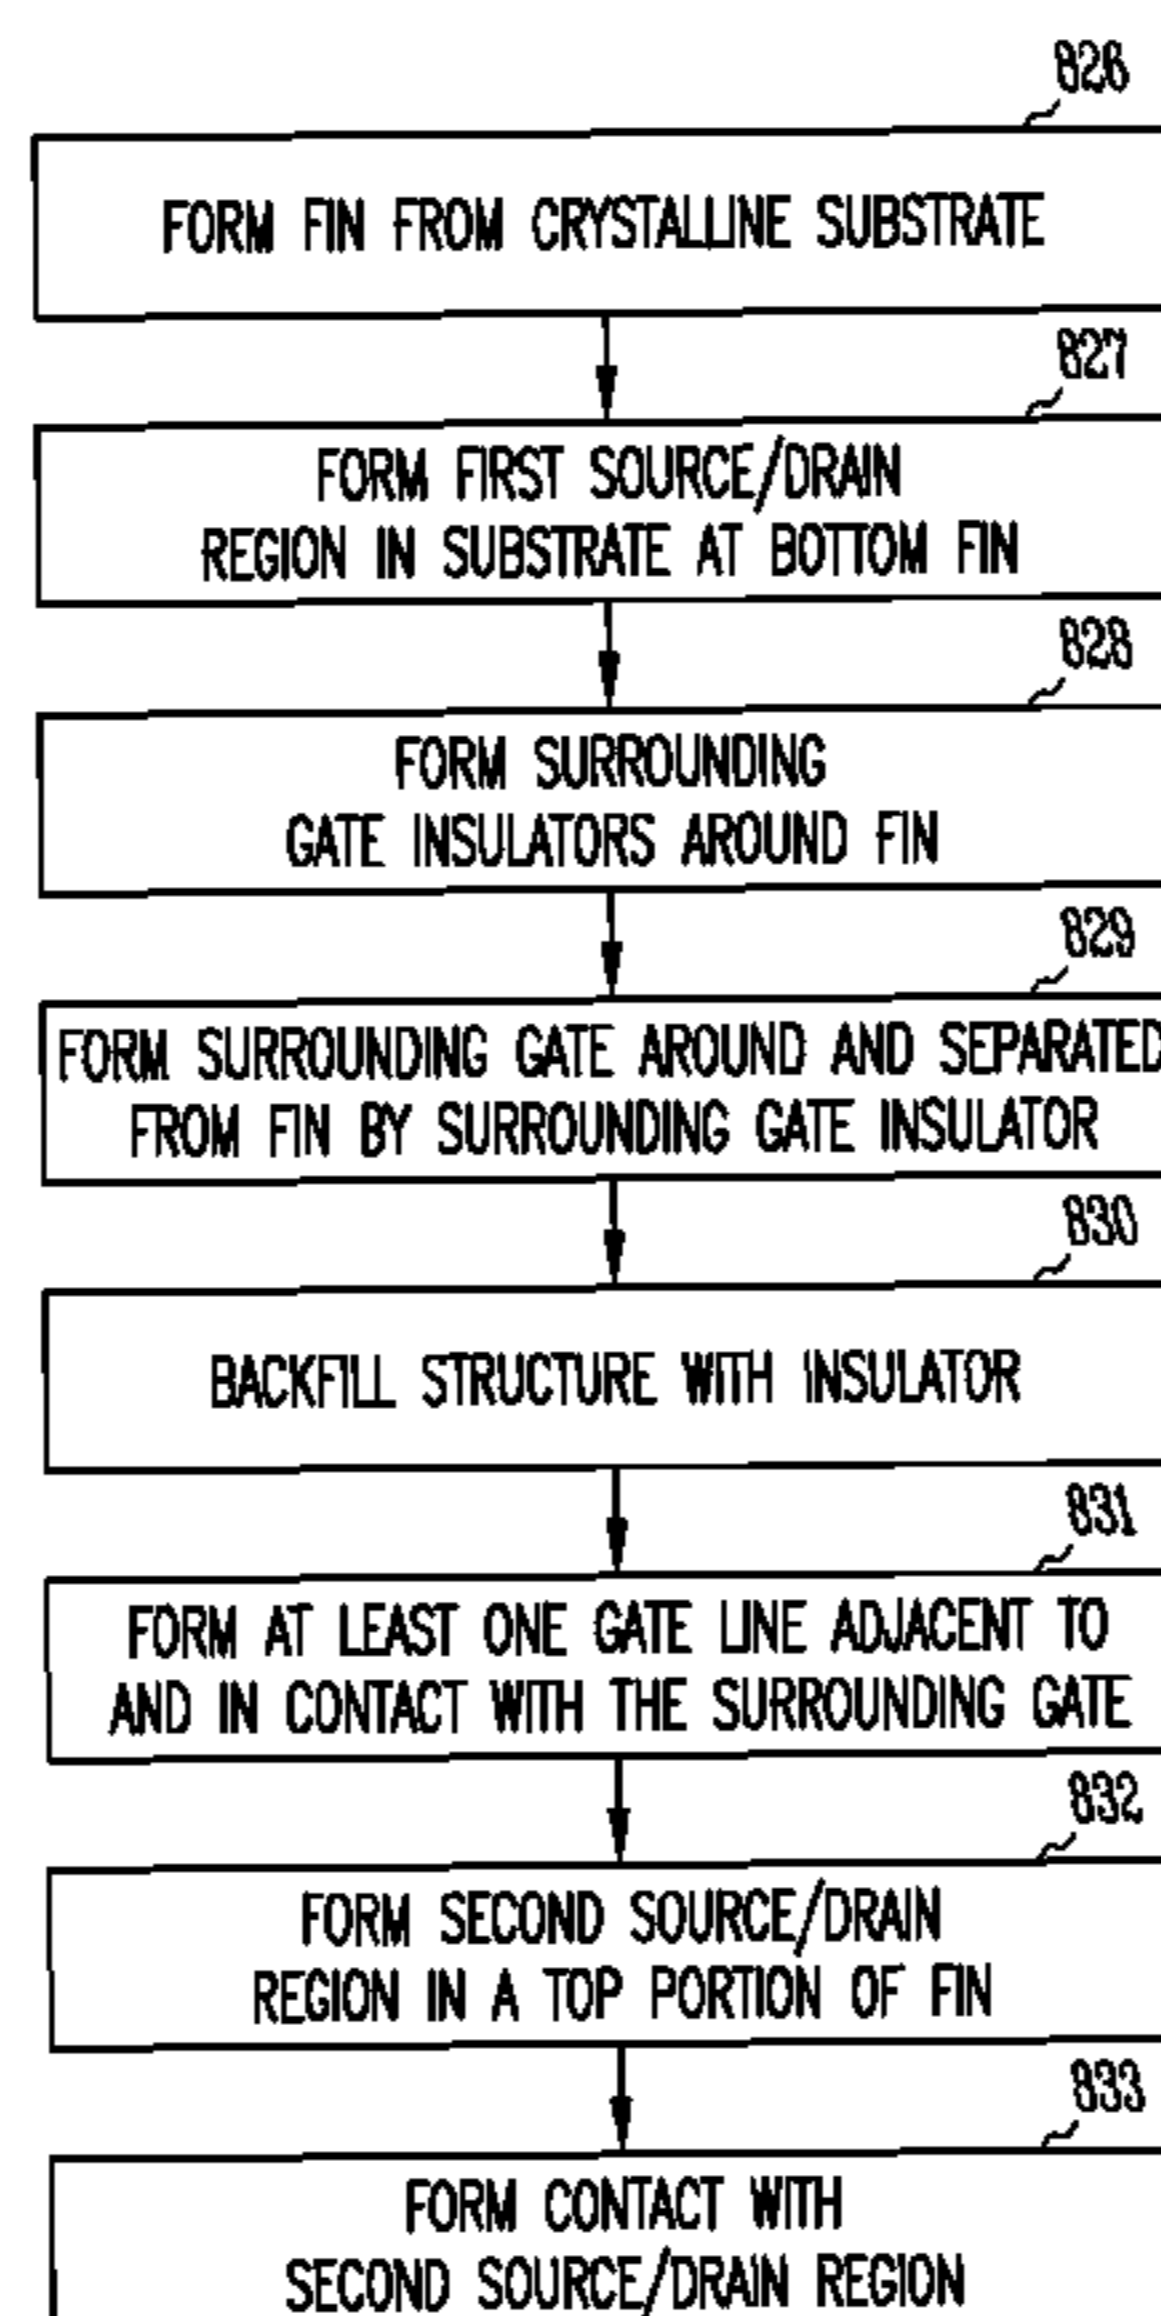 826
FORM FIN FROM CRYSTALLINE SUBSTRATE
827
FORM FIRST SOURCE/DRAIN
REGION IN SUBSTRATE AT BOTTOM FIN
828
FORM SURROUNDING
GATE INSULATORS AROUND FIN
829
FORM SURROUNDING GATE AROUND AND SEPARATED
FROM FIN BY SURROUNDING GATE INSULATOR
830
BACKFILL STRUCTURE WITH INSULATOR
831
FORM AT LEAST ONE GATE LINE ADJACENT TO
AND IN CONTACT WITH THE SURROUNDING GATE
832
FORM SECOND SOURCE/DRAIN
REGION IN A TOP PORTION OF FIN
833
FORM CONTACT WITH
SECOND SOURCE/DRAIN REGION